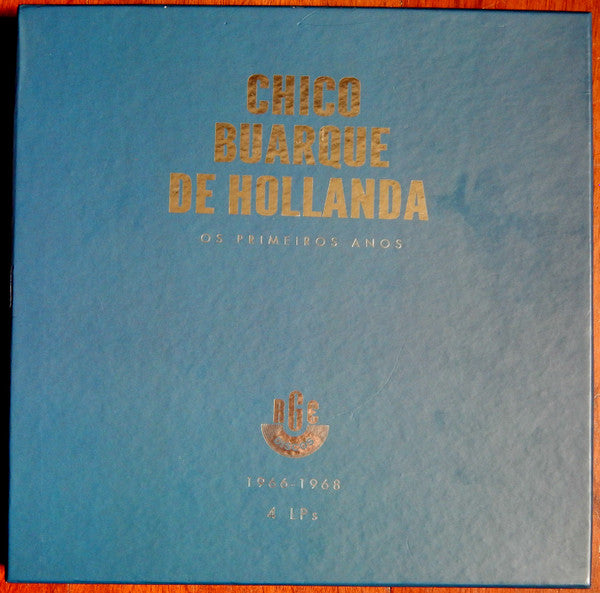 CHICO
BUARQUE
DE HOLLANDA
OS PRIMEIROS ANOS
RGE
1966-1968
4 LPs